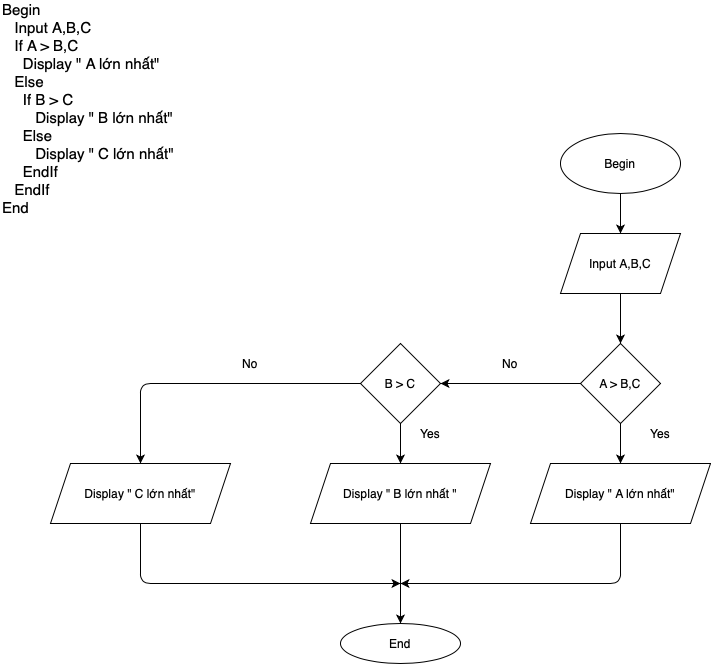 Begin
Input A,B,C
If A > B,C
Display " A lớn nhất"
Else
If B > C
Display " B lớn nhất"
Else
Display " C lớn nhất"
EndIf
EndIf
End
Begin
Input A,B,C
A > B,C
No
B > C
No
Yes
Yes
Display " C lớn nhất"
Display " B lớn nhất "
Display " A lớn nhất"
End